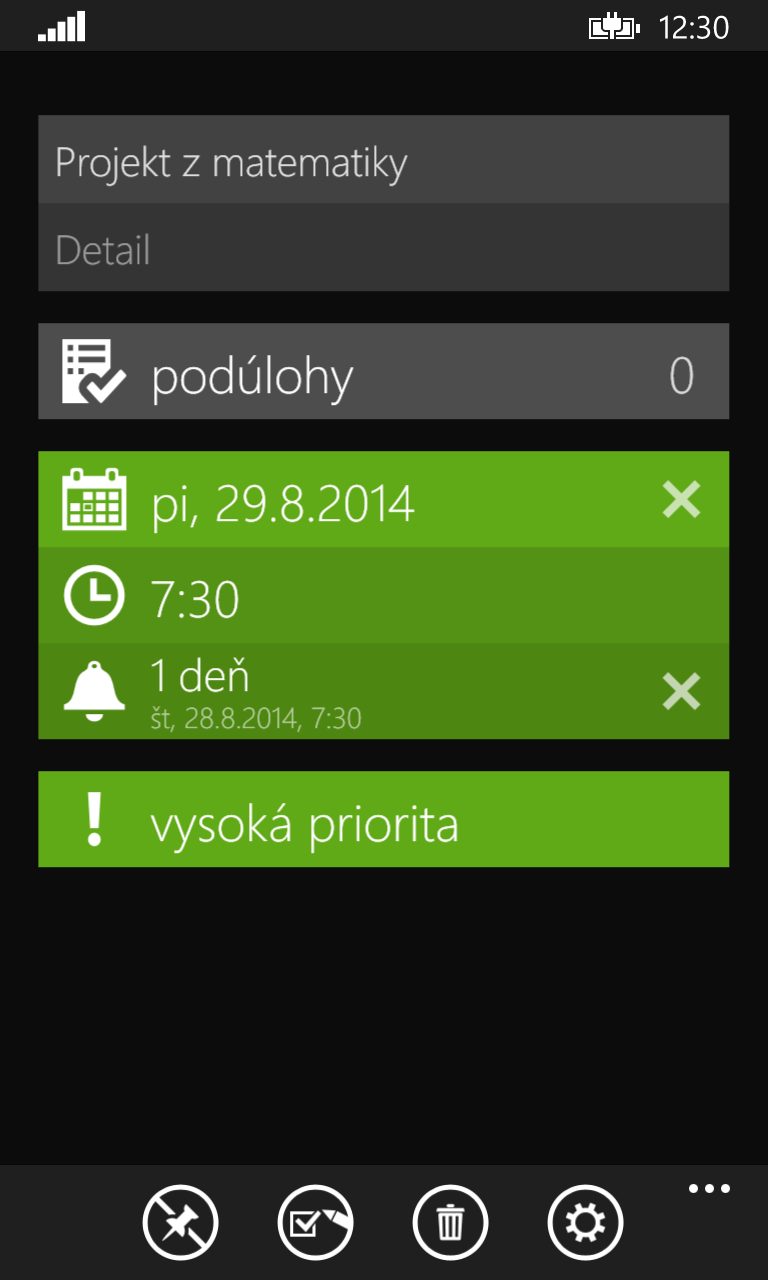 12:30
Projekt z matematiky
Detail
podúlohy 0
pi, 29.8.2014
7:30
1 deň
št, 28.8.2014, 7:30
vysoká priorita